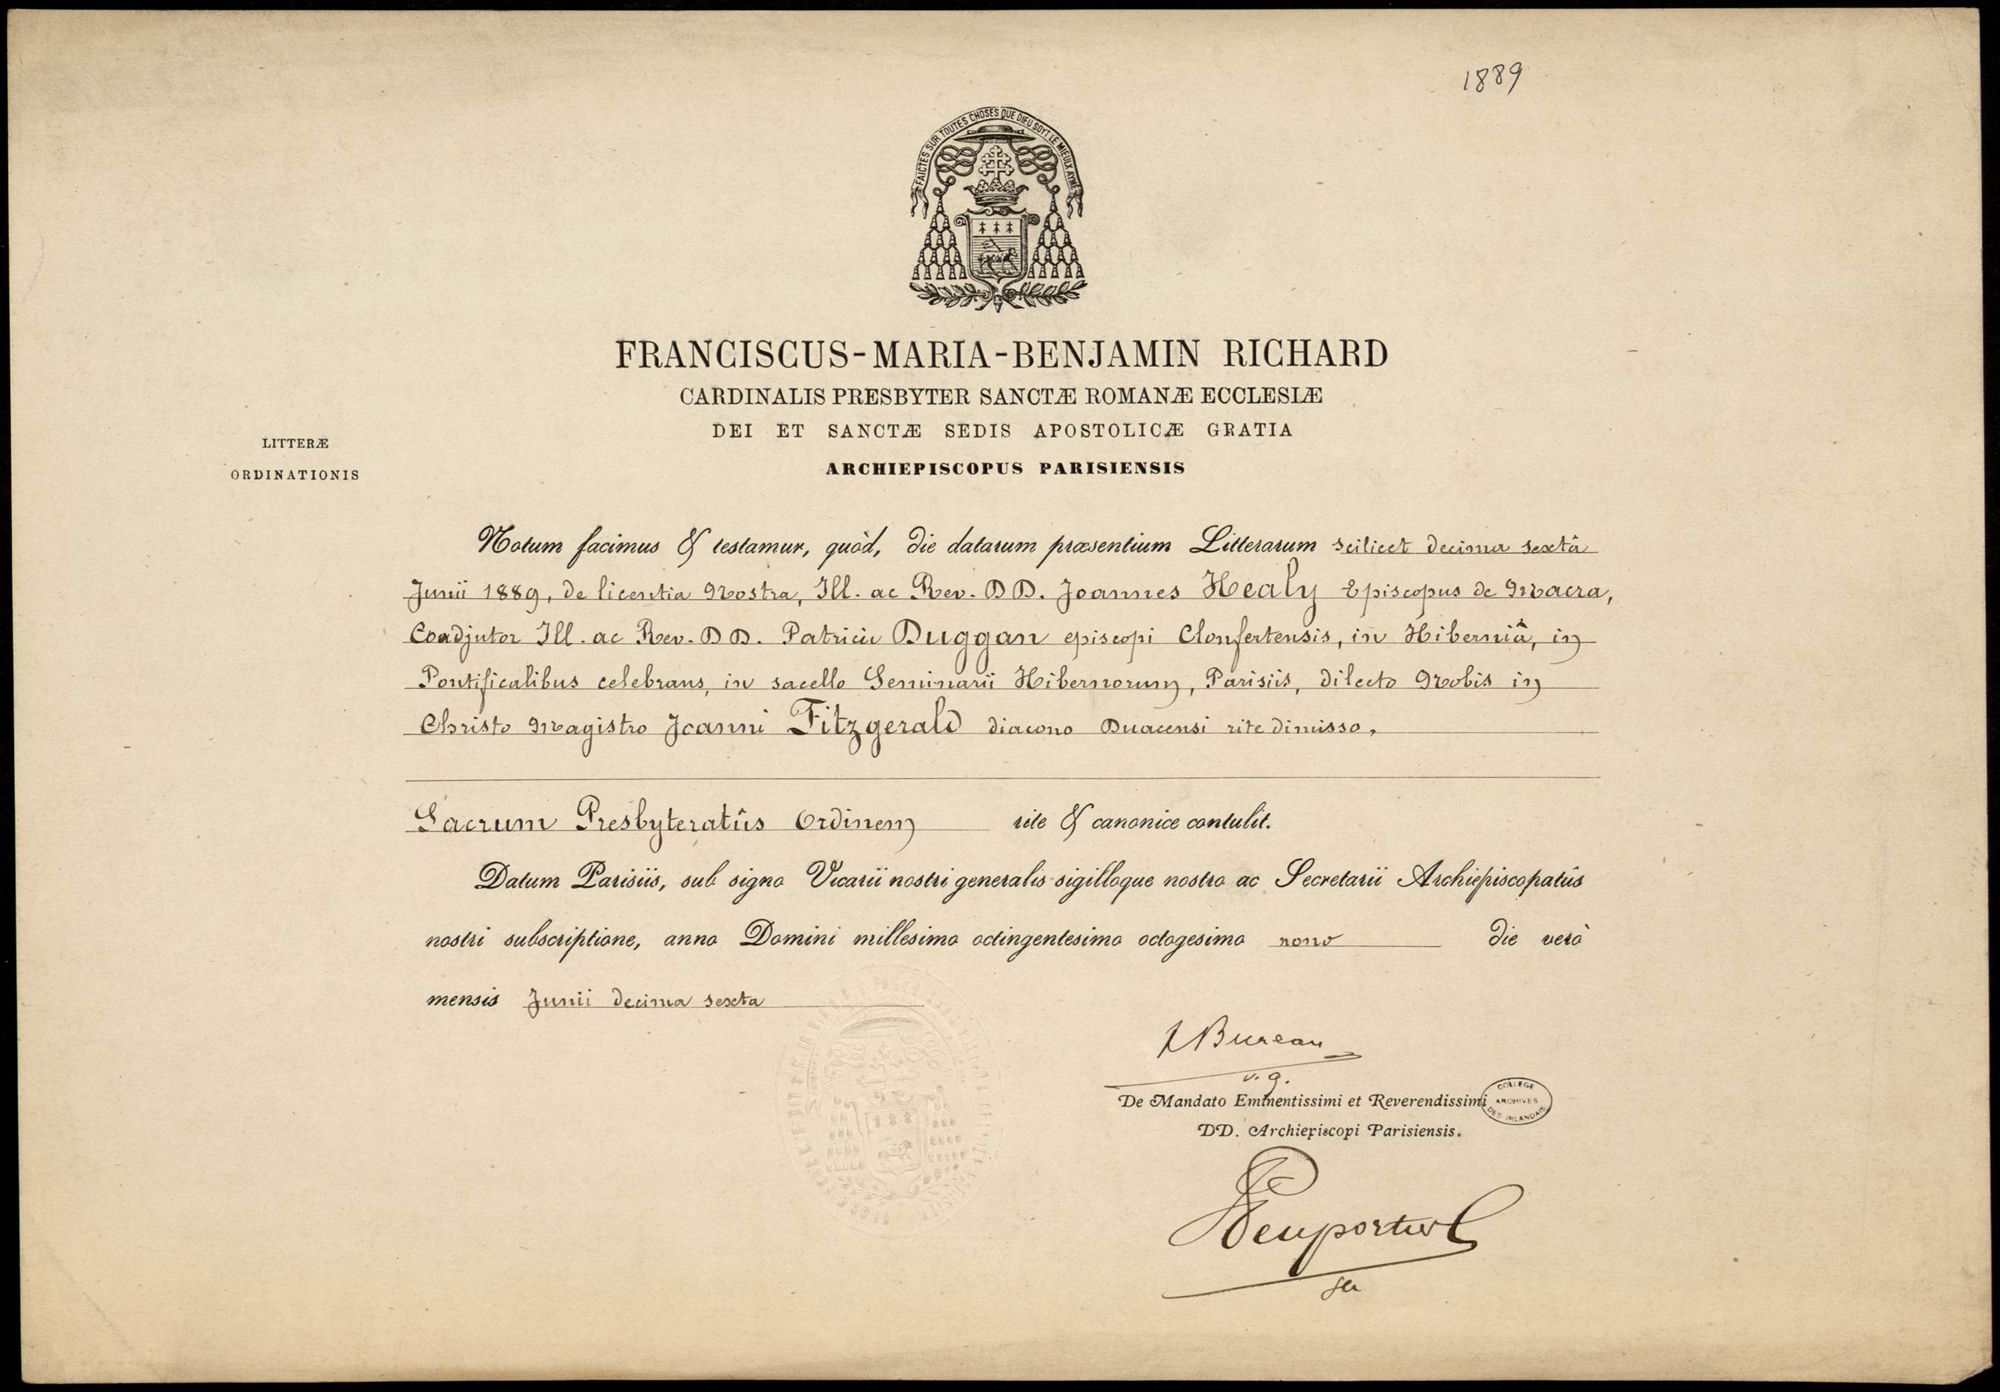 1889
FAICTES SUR TOUTES CHOSES QUE DIEU SOYT LE MIEULX AYMÉ
FRANCISCUS-MARIA-BENJAMIN RICHARD
CARDINALIS PRESBYTER SANCTÆ ROMANÆ ECCLESIÆ
DEI ET SANCTÆ SEDIS APOSTOLICÆ GRATIA
ARCHIEPISCOPUS PARISIENSIS
LITTERÆ
ORDINATIONIS
Notum facimus & testamur, quòd, die datarum præsentium Litterarum scilicet decima sextâ
Junii 1889, de licentia Nostra, Ill. ac Rev. DD. Joannes Healy Episcopus de Macra,
Coadjutor Ill. ac Rev. DD. Patricii Duggan episcopi Clonfertensis, in Hiberniâ, in
Pontificalibus celebrans, in sacello Seminarii Hibernorum, Parisiis, dilecto Nobis in
Christo Magistro Joanni Fitzgerald diacono Duacensi rite dimisso,
Sacrum Presbyteratûs Ordinem rite & canonice contulit.
Datum Parisiis, sub signo Vicarii nostri generalis sigilloque nostro ac Secretarii Archiepiscopatûs
nostri subscriptione, anno Domini millesimo octingentesimo octogesimo nono die verò
mensis Junii decima sexta
Bureau
v. g.
De Mandato Eminentissimi et Reverendissimi
DD. Archiepiscopi Parisiensis.
COLLEGE
ARCHIVES
DES IRLANDAIS
1888